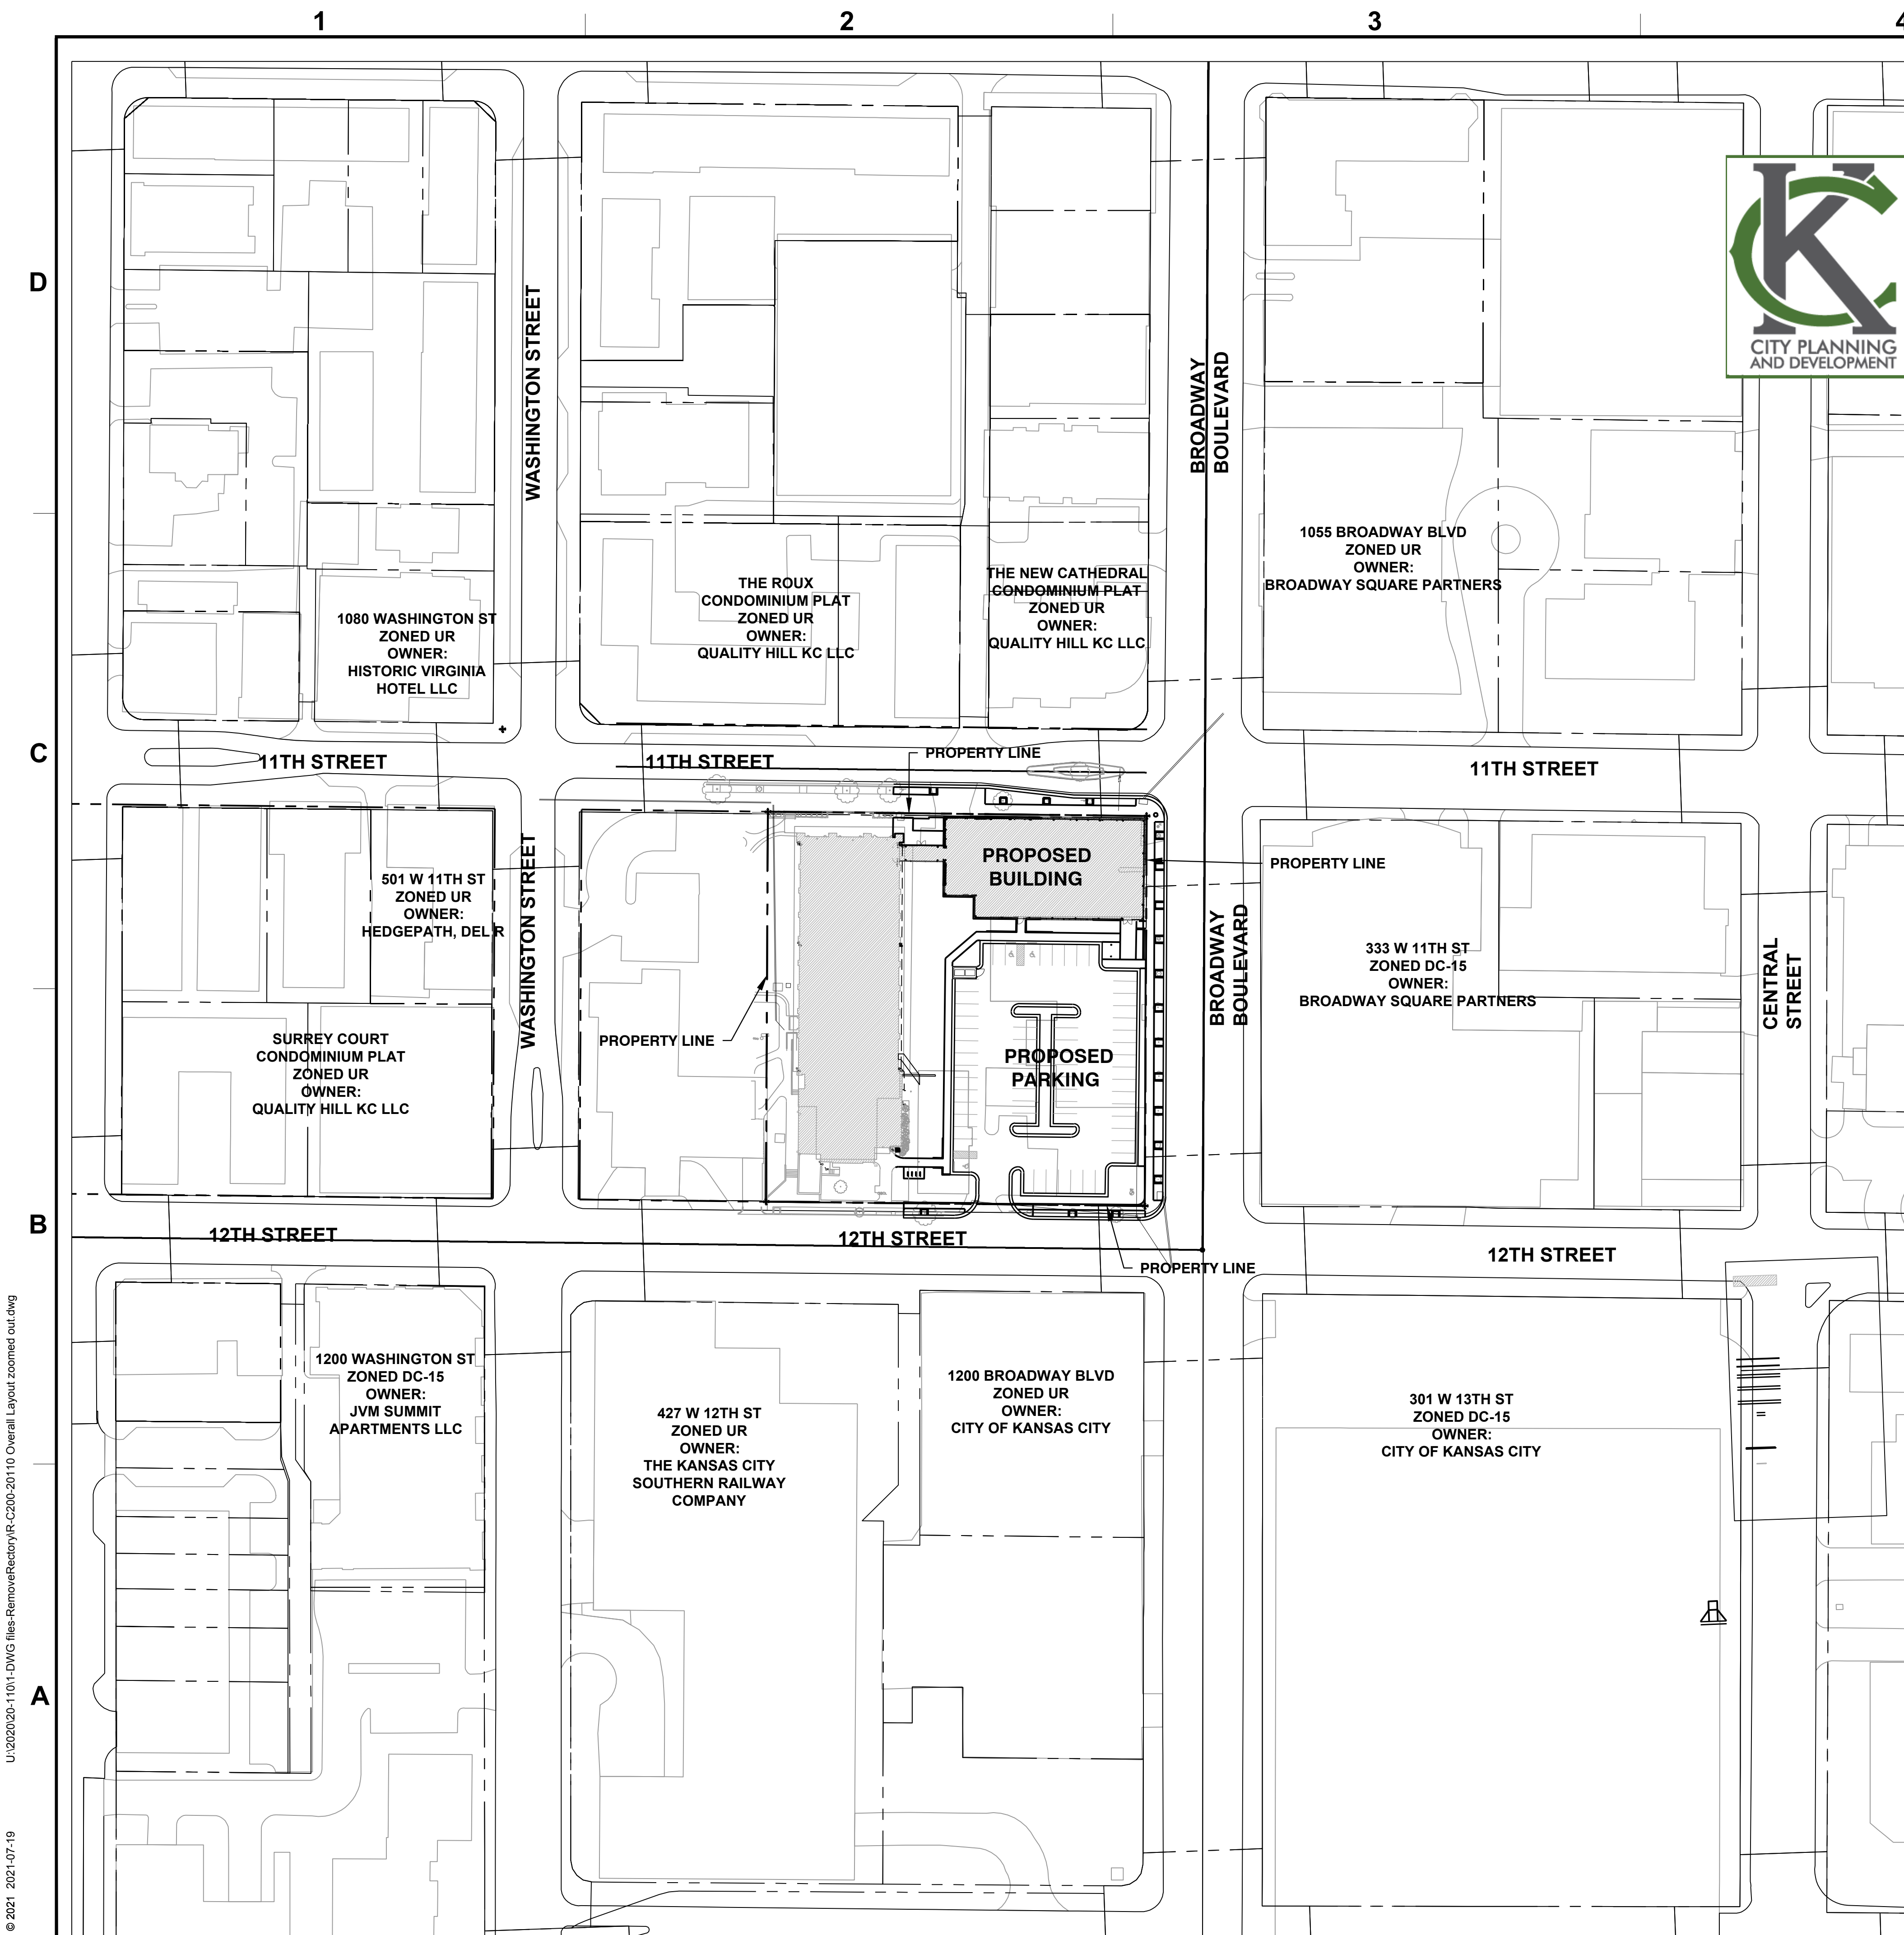 1
2
3
4
D
C
B
A
WASHINGTON STREET
BROADWAY
BOULEVARD
KC
CITY PLANNING
AND DEVELOPMENT
1055 BROADWAY BLVD
ZONED UR
OWNER:
BROADWAY SQUARE PARTNERS
THE ROUX
CONDOMINIUM PLAT
ZONED UR
OWNER:
QUALITY HILL KC LLC
THE NEW CATHEDRAL
CONDOMINIUM PLAT
ZONED UR
OWNER:
QUALITY HILL KC LLC
1080 WASHINGTON ST
ZONED UR
OWNER:
HISTORIC VIRGINIA
HOTEL LLC
11TH STREET
11TH STREET
PROPERTY LINE
11TH STREET
WASHINGTON STREET
501 W 11TH ST
ZONED UR
OWNER:
HEDGEPATH, DEL R
PROPOSED
BUILDING
PROPERTY LINE
BROADWAY
BOULEVARD
333 W 11TH ST
ZONED DC-15
OWNER:
BROADWAY SQUARE PARTNERS
CENTRAL
STREET
SURREY COURT
CONDOMINIUM PLAT
ZONED UR
OWNER:
QUALITY HILL KC LLC
PROPERTY LINE
PROPOSED
PARKING
12TH STREET
12TH STREET
12TH STREET
PROPERTY LINE
1200 WASHINGTON ST
ZONED DC-15
OWNER:
JVM SUMMIT
APARTMENTS LLC
427 W 12TH ST
ZONED UR
OWNER:
THE KANSAS CITY
SOUTHERN RAILWAY
COMPANY
1200 BROADWAY BLVD
ZONED UR
OWNER:
CITY OF KANSAS CITY
301 W 13TH ST
ZONED DC-15
OWNER:
CITY OF KANSAS CITY
© 2021 2021-07-19 U:\2020\20-110\1-DWG files-RemoveRectory\R-C200-20110 Overall Layout zoomed out.dwg